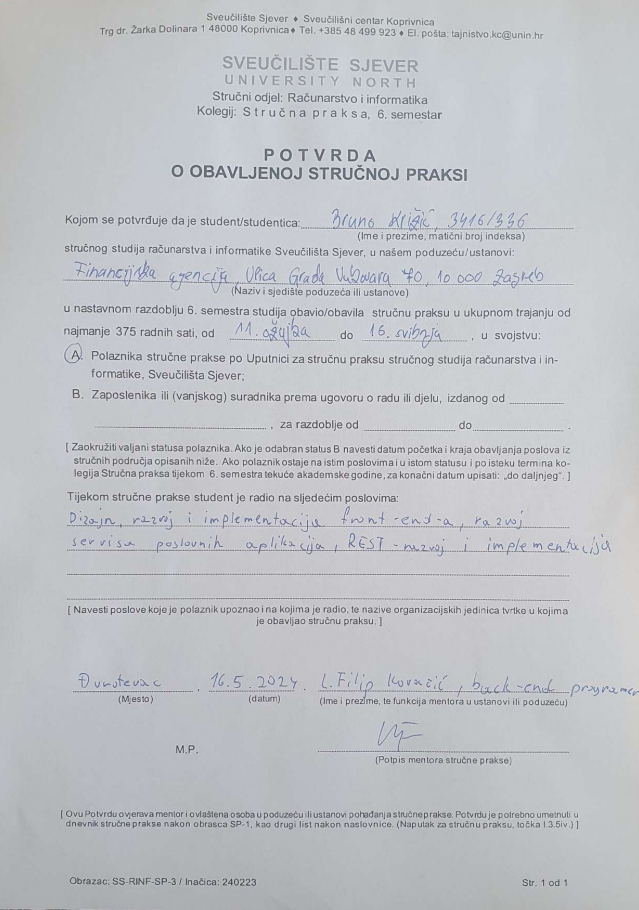 Sveučilište Sjever ♦ Sveučilišni centar Koprivnica
Trg dr. Žarka Dolinara 1 48000 Koprivnica♦ Tel. +385 48 499 923 ♦ El. pošta: tajnistvo.kc@unin.hr
SVEUČILIŠTE SJEVER
UNIVERSITY NORTH
Stručni odjel: Računarstvo i informatika
Kolegij: Stručna praksa, 6. semestar
POTVRDA
O OBAVLJENOJ STRUČNOJ PRAKSI
Kojom se potvrđuje da je student/studentica: Bruno Križić, 3416/336
(Ime i prezime, matični broj indeksa)
stručnog studija računarstva i informatike Sveučilišta Sjever, u našem poduzeću/ustanovi:
Financijska agencija, Ulica Grada Vukovara 70, 10 000 Zagreb
(Naziv i sjedište poduzeća ili ustanove)
u nastavnom razdoblju 6. semestra studija obavio/obavila stručnu praksu u ukupnom trajanju od
najmanje 375 radnih sati, od 11. ožujka do 16. svibnja, u svojstvu:
A. Polaznika stručne prakse po Uputnici za stručnu praksu stručnog studija računarstva i in-
formatike, Sveučilišta Sjever;
B. Zaposlenika ili (vanjskog) suradnika prema ugovoru o radu ili djelu, izdanog od
, za razdoblje od do .
[ Zaokružiti valjani statusa polaznika. Ako je odabran status B navesti datum početka i kraja obavljanja poslova iz
stručnih područja opisanih niže. Ako polaznik ostaje na istim poslovima i u istom statusu i po isteku termina ko-
legija Stručna praksa tijekom 6. semestra tekuće akademske godine, za konačni datum upisati: „do daljnjeg". ]
Tijekom stručne prakse student je radio na sljedećim poslovima:
Dizajn, razvoj i implementacija front-end-a, razvoj
servisa poslovnih aplikacija, REST-razvoj i implementacija
[ Navesti poslove koje je polaznik upoznao i na kojima je radio, te nazive organizacijskih jedinica tvrtke u kojima
je obavljao stručnu praksu. ]
Đurđevac, 16.5.2024. Filip Kovačić, back-end programer
(Mjesto) (datum) (Ime i prezime, te funkcija mentora u ustanovi ili poduzeću)
M.P.
(Potpis mentora stručne prakse)
[ Ovu Potvrdu ovjerava mentor i ovlaštena osoba u poduzeću ili ustanovi pohađanja stručne prakse. Potvrdu je potrebno umetnuti u
dnevnik stručne prakse nakon obrasca SP-1, kao drugi list nakon naslovnice. (Naputak za stručnu praksu, točka I.3.5iv.) ]
Obrazac: SS-RINF-SP-3 / Inačica: 240223 Str. 1 od 1